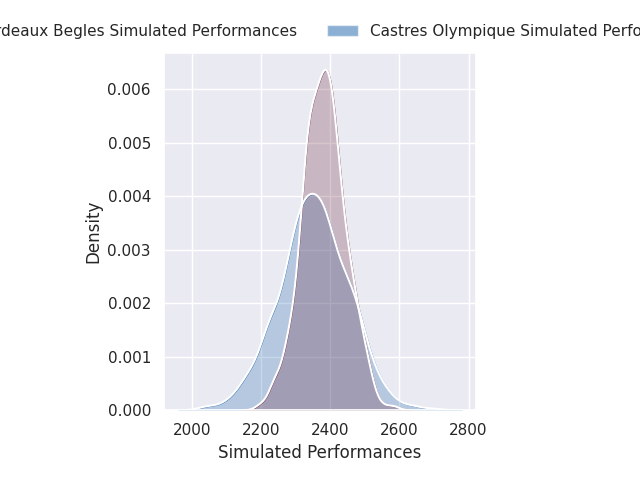 rdeaux Begles Simulated Performances Castres Olympique Simulated Perfo
0.006
0.005
0.004
0.003
0.002
0.001
0.000
Density
2000 2200 2400 2600 2800
Simulated Performances